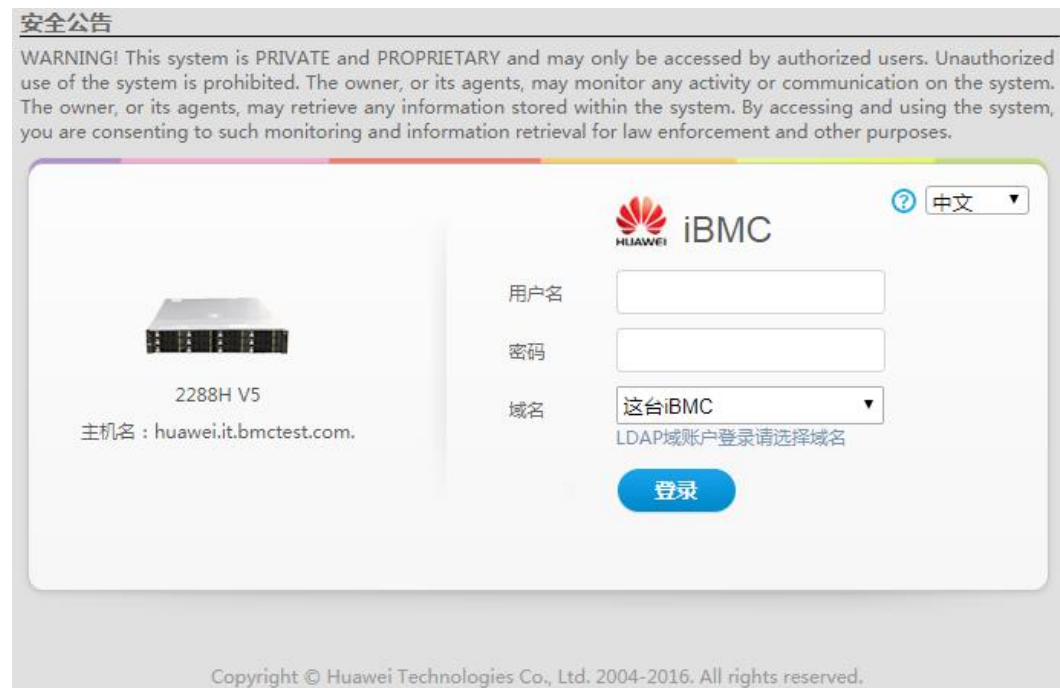 安全公告
WARNING! This system is PRIVATE and PROPRIETARY and may only be accessed by authorized users. Unauthorized
use of the system is prohibited. The owner, or its agents, may monitor any activity or communication on the system.
The owner, or its agents, may retrieve any information stored within the system. By accessing and using the system,
you are consenting to such monitoring and information retrieval for law enforcement and other purposes.
? 中文
HUAWEI iBMC
用户名
密码
2288H V5
域名 这台iBMC
主机名：huawei.it.bmctest.com.
LDAP域账户登录请选择域名
登录
Copyright © Huawei Technologies Co., Ltd. 2004-2016. All rights reserved.